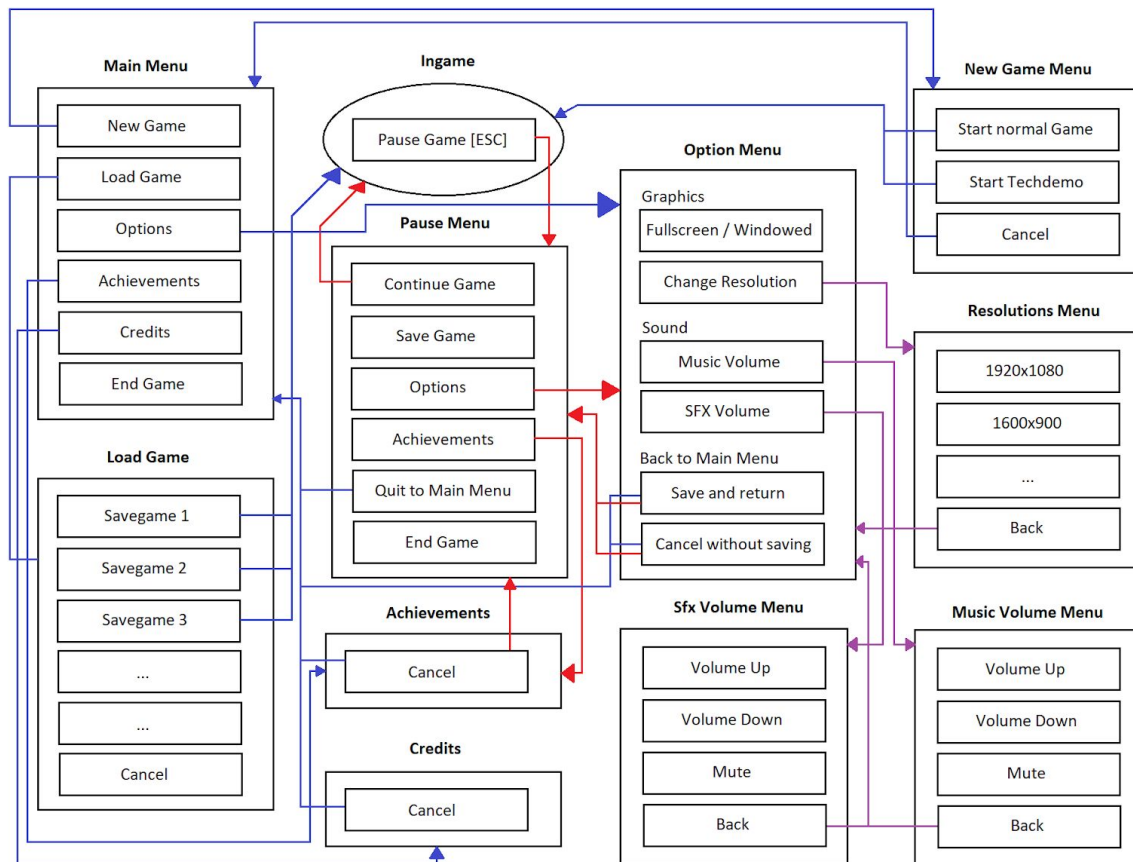 Main Menu
New Game
Load Game
Options
Achievements
Credits
End Game
Load Game
Savegame 1
Savegame 2
Savegame 3
...
...
Cancel
Ingame
Pause Game [ESC]
Pause Menu
Continue Game
Save Game
Options
Achievements
Quit to Main Menu
End Game
Achievements
Cancel
Credits
Cancel
Option Menu
Graphics
Fullscreen / Windowed
Change Resolution
Sound
Music Volume
SFX Volume
Back to Main Menu
Save and return
Cancel without saving
Sfx Volume Menu
Volume Up
Volume Down
Mute
Back
New Game Menu
Start normal Game
Start Techdemo
Cancel
Resolutions Menu
1920x1080
1600x900
...
Back
Music Volume Menu
Volume Up
Volume Down
Mute
Back